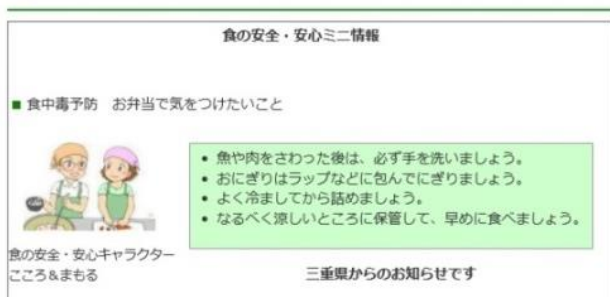 食の安全・安心ミニ情報
■ 食中毒予防　お弁当で気をつけたいこと
• 魚や肉をさわった後は、必ず手を洗いましょう。
• おにぎりはラップなどに包んでにぎりましょう。
• よく冷ましてから詰めましょう。
• なるべく涼しいところに保管して、早めに食べましょう。
食の安全・安心キャラクター
こころ＆まもる
三重県からのお知らせです